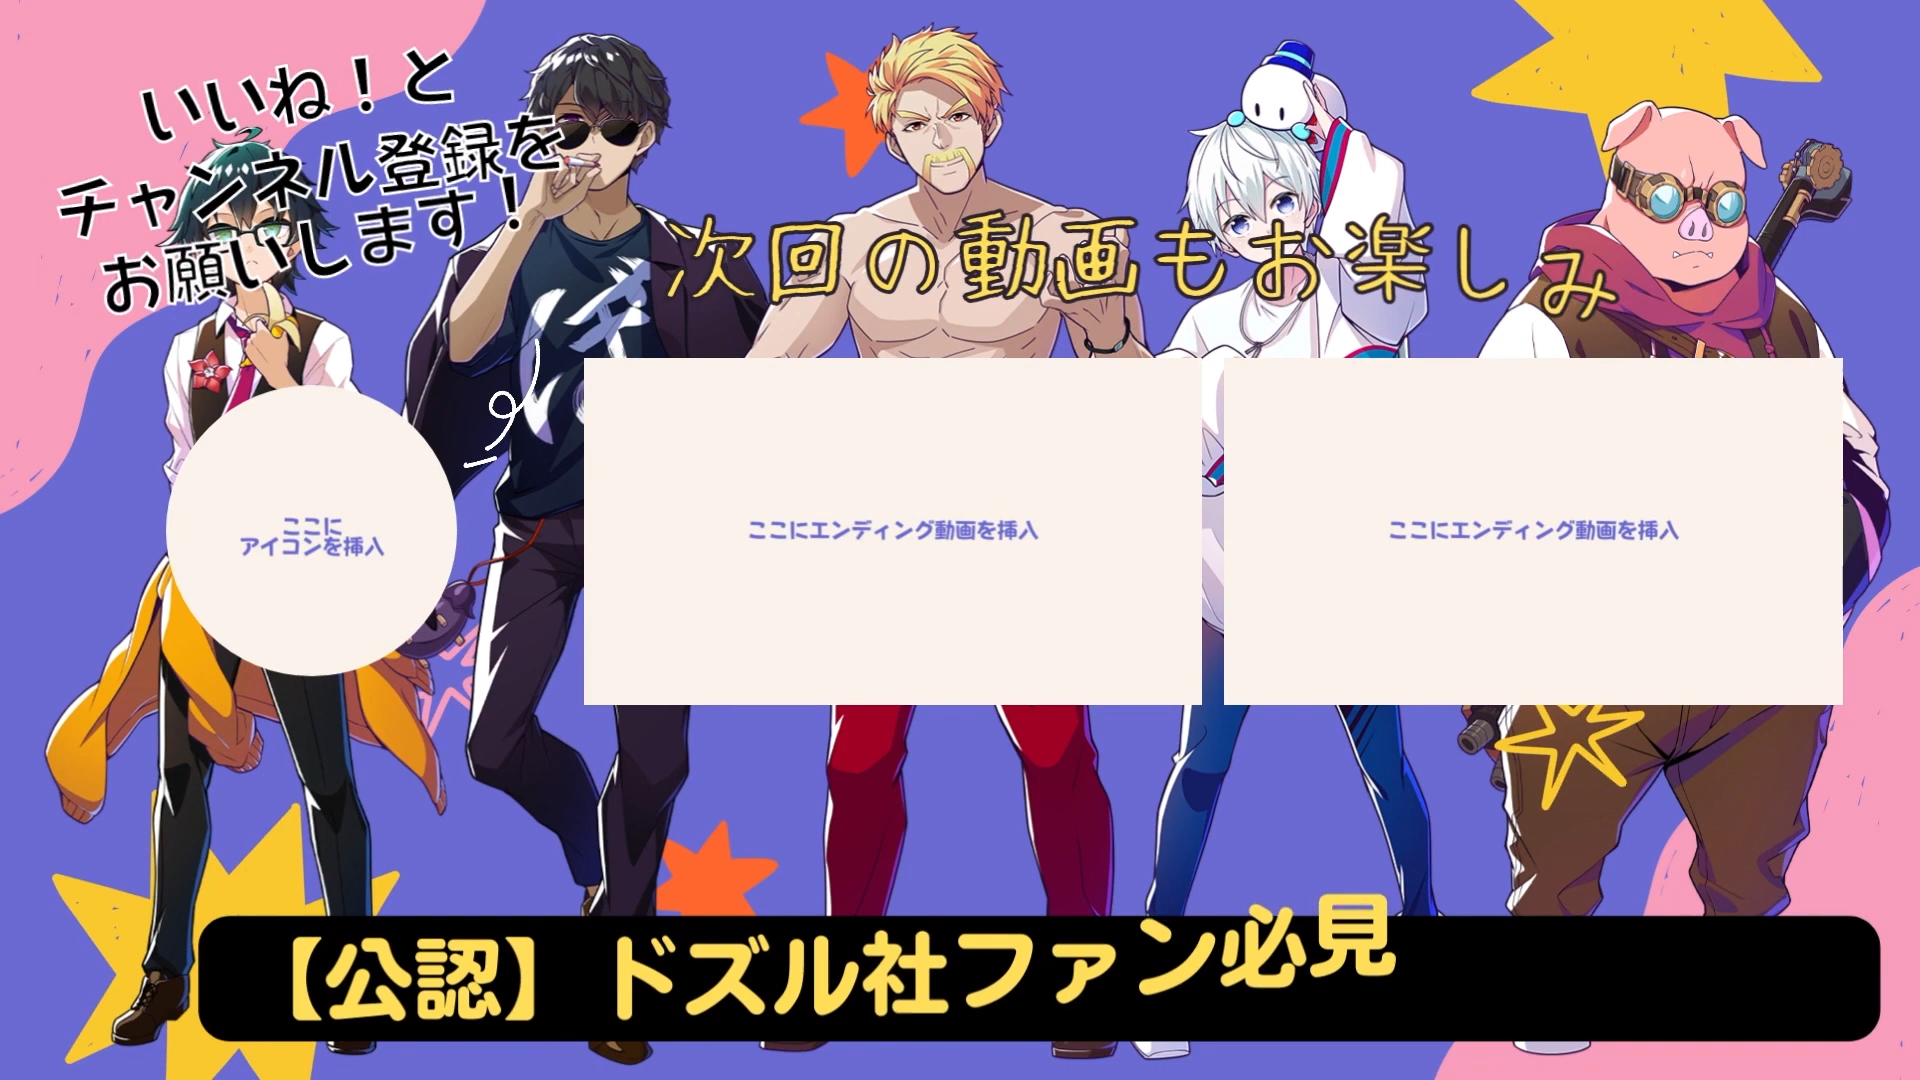 いいね！と
チャンネル登録を
お願いします！
次回の動画もお楽しみ
ここに
アイコンを挿入
ここにエンディング動画を挿入
ここにエンディング動画を挿入
【公認】ドズル社ファン必見